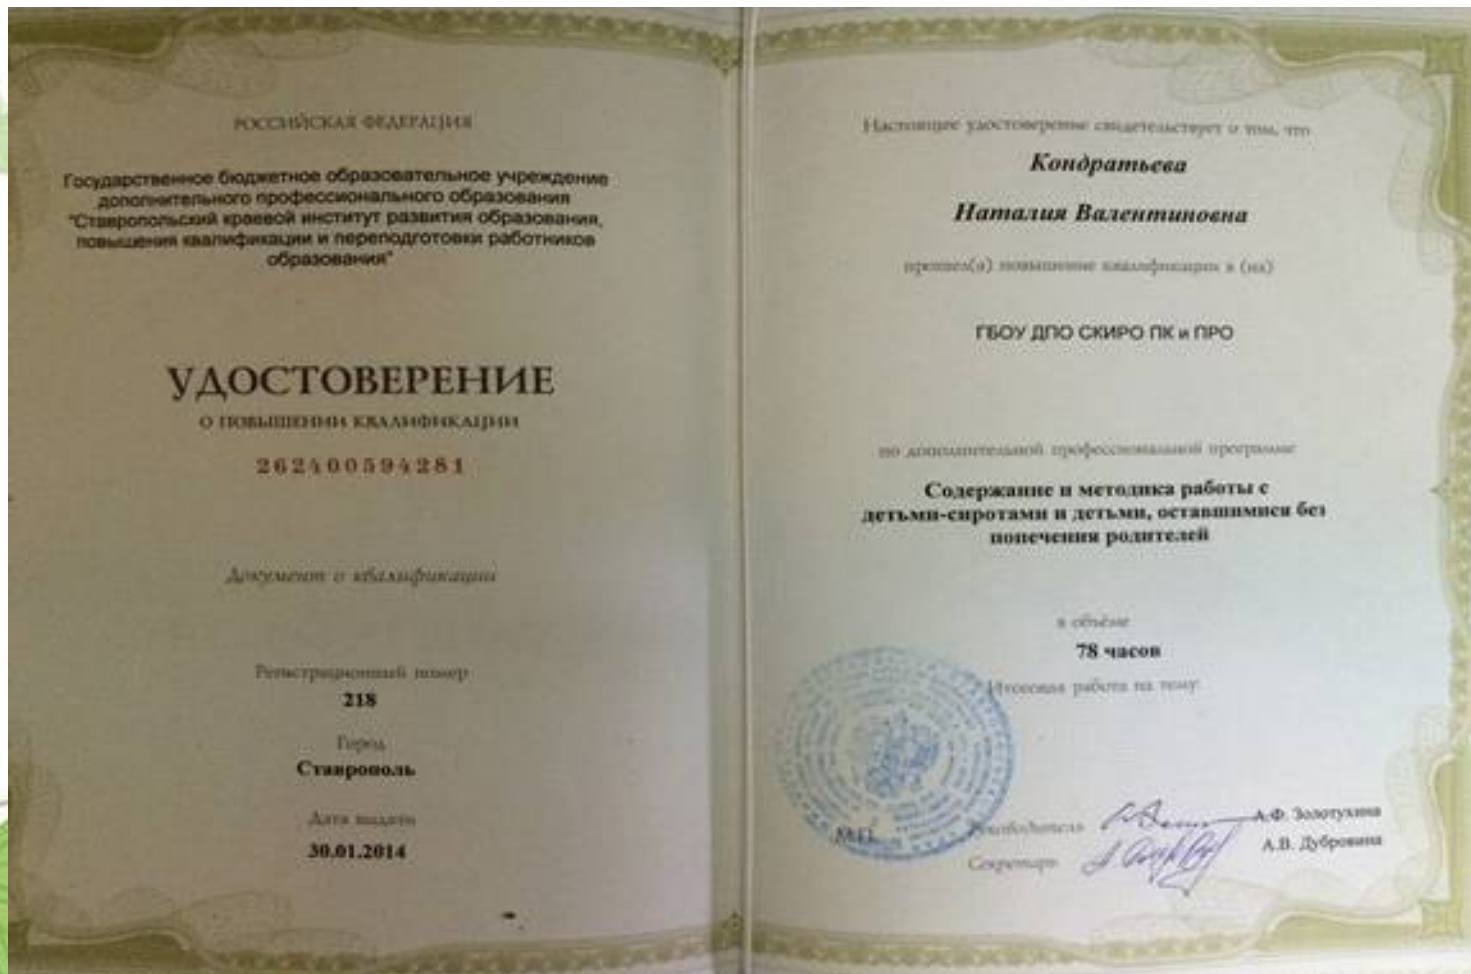 РОССИЙСКАЯ ФЕДЕРАЦИЯ
Государственное бюджетное образовательное учреждение
дополнительного профессионального образования
"Ставропольский краевой институт развития образования,
повышения квалификации и переподготовки работников
образования"
УДОСТОВЕРЕНИЕ
О ПОВЫШЕНИИ КВАЛИФИКАЦИИ
262400594281
Документ о квалификации
Регистрационный номер
218
Город
Ставрополь
Дата выдачи
30.01.2014
Настоящее удостоверение свидетельствует о том, что
Кондратьева
Наталия Валентиновна
прошел(а) повышение квалификации в (на)
ГБОУ ДПО СКИРО ПК и ПРО
по дополнительной профессиональной программе
Содержание и методика работы с
детьми-сиротами и детьми, оставшимися без
попечения родителей
в объёме
78 часов
Итоговая работа на тему:
М.П.
Руководитель А.Ф. Золотухина
Секретарь А.В. Дубровина